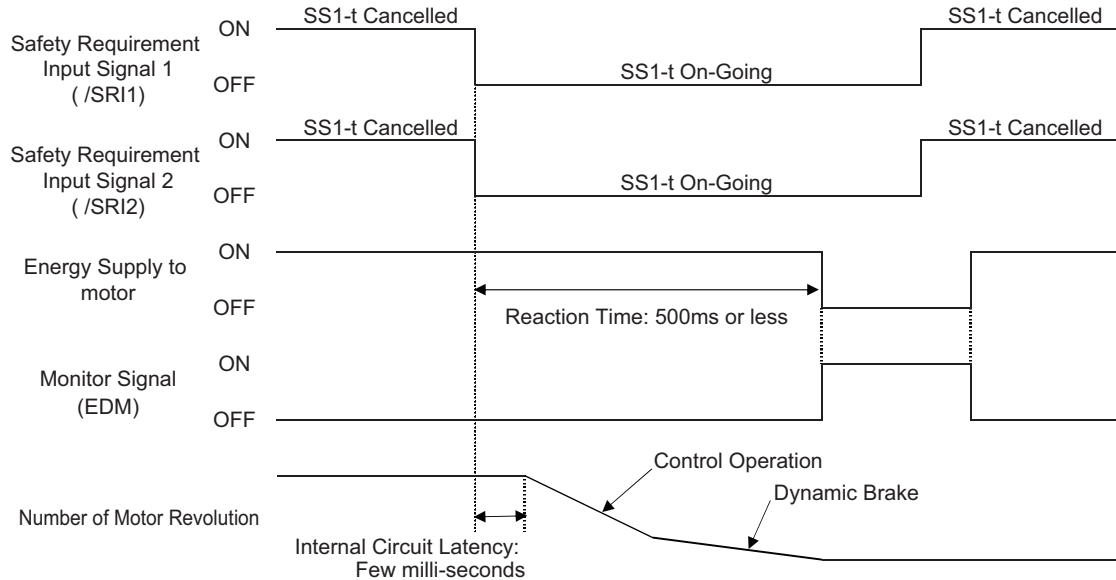 SS1-t Cancelled
SS1-t Cancelled
Safety Requirement
Input Signal 1
( /SRI1)
ON
OFF
SS1-t On-Going
SS1-t Cancelled
SS1-t Cancelled
Safety Requirement
Input Signal 2
( /SRI2)
ON
OFF
SS1-t On-Going
Energy Supply to
motor
ON
OFF
Reaction Time: 500ms or less
Monitor Signal
(EDM)
ON
OFF
Control Operation
Dynamic Brake
Number of Motor Revolution
Internal Circuit Latency:
Few milli-seconds